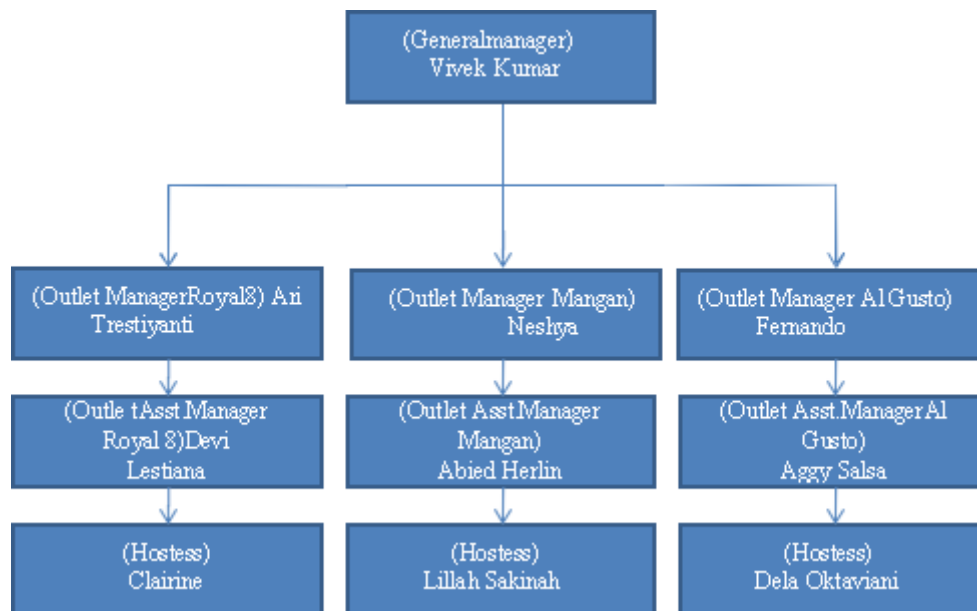 (Generalmanager)
Vivek Kumar
(Outlet ManagerRoyal8) Ari
Trestiyanti
(Outlet Manager Mangan)
Neshya
(Outlet Manager Al Gusto)
Fernando
(Outle tAsst.Manager
Royal 8)Devi
Lestiana
(Outlet Asst.Manager
Mangan)
Abied Herlin
(Outlet Asst.ManagerAl
Gusto)
Aggy Salsa
(Hostess)
Clairine
(Hostess)
Lillah Sakinah
(Hostess)
Dela Oktaviani